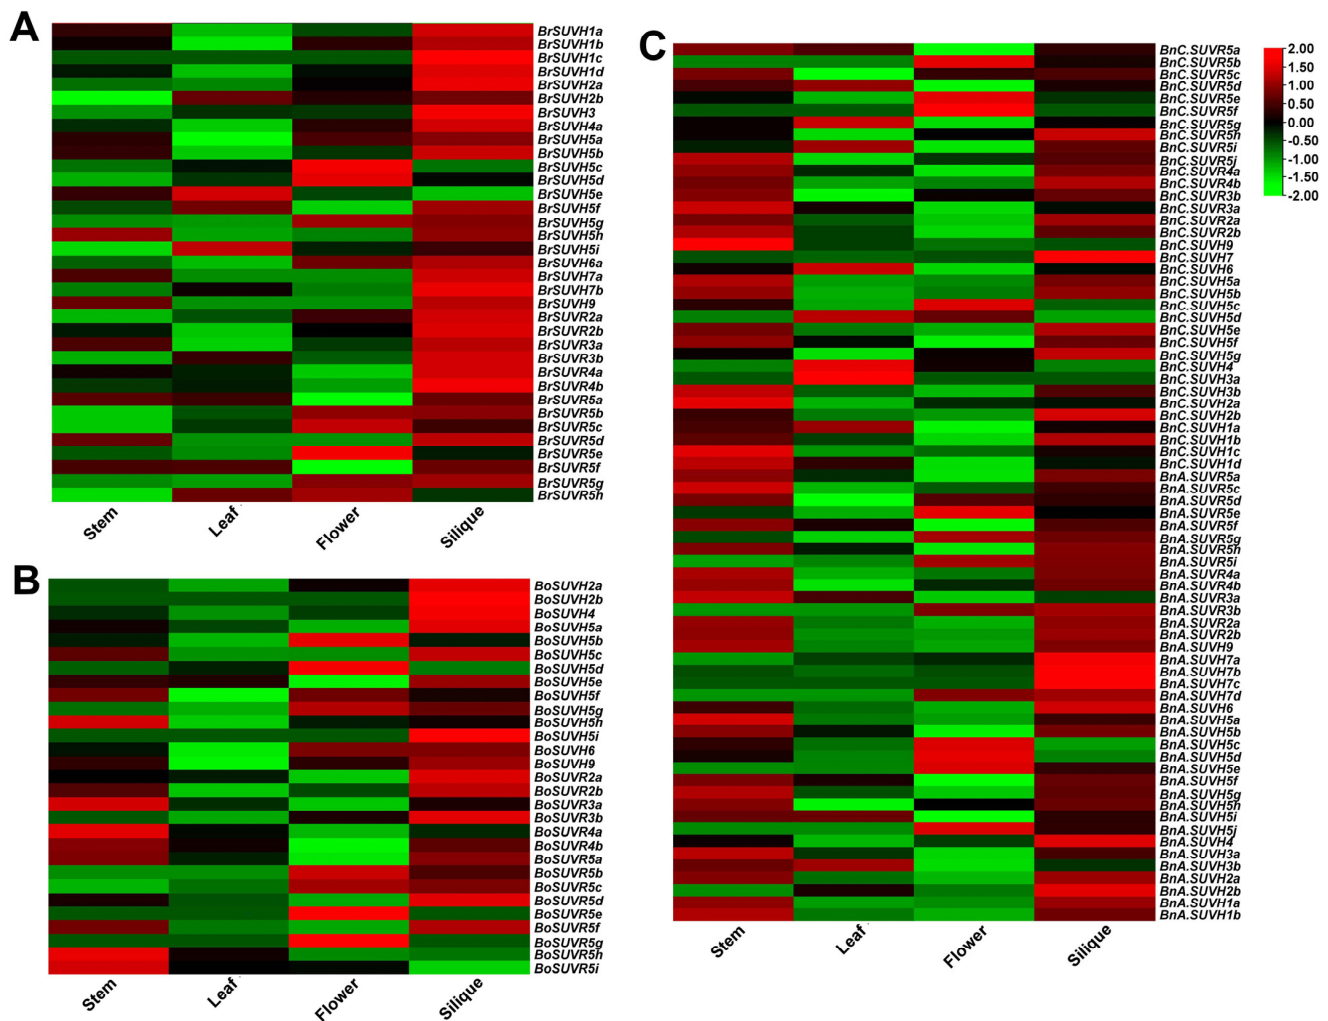 A
BrSUVH1a
BrSUVH1b
BrSUVH1c
BrSUVH1d
BrSUVH2a
BrSUVH2b
BrSUVH3
BrSUVH4a
BrSUVH5a
BrSUVH5b
BrSUVH5c
BrSUVH5d
BrSUVH5e
BrSUVH5f
BrSUVH5g
BrSUVH5h
BrSUVH5i
BrSUVH6a
BrSUVH7a
BrSUVH7b
BrSUVH9
BrSUVR2a
BrSUVR2b
BrSUVR3a
BrSUVR3b
BrSUVR4a
BrSUVR4b
BrSUVR5a
BrSUVR5b
BrSUVR5c
BrSUVR5d
BrSUVR5e
BrSUVR5f
BrSUVR5g
BrSUVR5h
Stem Leaf Flower Silique
B
BoSUVH2a
BoSUVH2b
BoSUVH4
BoSUVH5a
BoSUVH5b
BoSUVH5c
BoSUVH5d
BoSUVH5e
BoSUVH5f
BoSUVH5g
BoSUVH5h
BoSUVH5i
BoSUVH6
BoSUVH9
BoSUVR2a
BoSUVR2b
BoSUVR3a
BoSUVR3b
BoSUVR4a
BoSUVR4b
BoSUVR5a
BoSUVR5b
BoSUVR5c
BoSUVR5d
BoSUVR5e
BoSUVR5f
BoSUVR5g
BoSUVR5h
BoSUVR5i
Stem Leaf Flower Silique
C
BnC.SUVR5a
BnC.SUVR5b
BnC.SUVR5c
BnC.SUVR5d
BnC.SUVR5e
BnC.SUVR5f
BnC.SUVR5g
BnC.SUVR5h
BnC.SUVR5i
BnC.SUVR5j
BnC.SUVR4a
BnC.SUVR4b
BnC.SUVR3b
BnC.SUVR3a
BnC.SUVR2a
BnC.SUVR2b
BnC.SUVH9
BnC.SUVH7
BnC.SUVH6
BnC.SUVH5a
BnC.SUVH5b
BnC.SUVH5c
BnC.SUVH5d
BnC.SUVH5e
BnC.SUVH5f
BnC.SUVH5g
BnC.SUVH4
BnC.SUVH3a
BnC.SUVH3b
BnC.SUVH2a
BnC.SUVH2b
BnC.SUVH1a
BnC.SUVH1b
BnC.SUVH1c
BnC.SUVH1d
BnA.SUVR5a
BnA.SUVR5c
BnA.SUVR5d
BnA.SUVR5e
BnA.SUVR5f
BnA.SUVR5g
BnA.SUVR5h
BnA.SUVR5i
BnA.SUVR4a
BnA.SUVR4b
BnA.SUVR3a
BnA.SUVR3b
BnA.SUVR2a
BnA.SUVR2b
BnA.SUVH9
BnA.SUVH7a
BnA.SUVH7b
BnA.SUVH7c
BnA.SUVH7d
BnA.SUVH6
BnA.SUVH5a
BnA.SUVH5b
BnA.SUVH5c
BnA.SUVH5d
BnA.SUVH5e
BnA.SUVH5f
BnA.SUVH5g
BnA.SUVH5h
BnA.SUVH5i
BnA.SUVH5j
BnA.SUVH4
BnA.SUVH3a
BnA.SUVH3b
BnA.SUVH2a
BnA.SUVH2b
BnA.SUVH1a
BnA.SUVH1b
Stem Leaf Flower Silique
2.00
1.50
1.00
0.50
-0.00
-0.50
-1.00
-1.50
-2.00